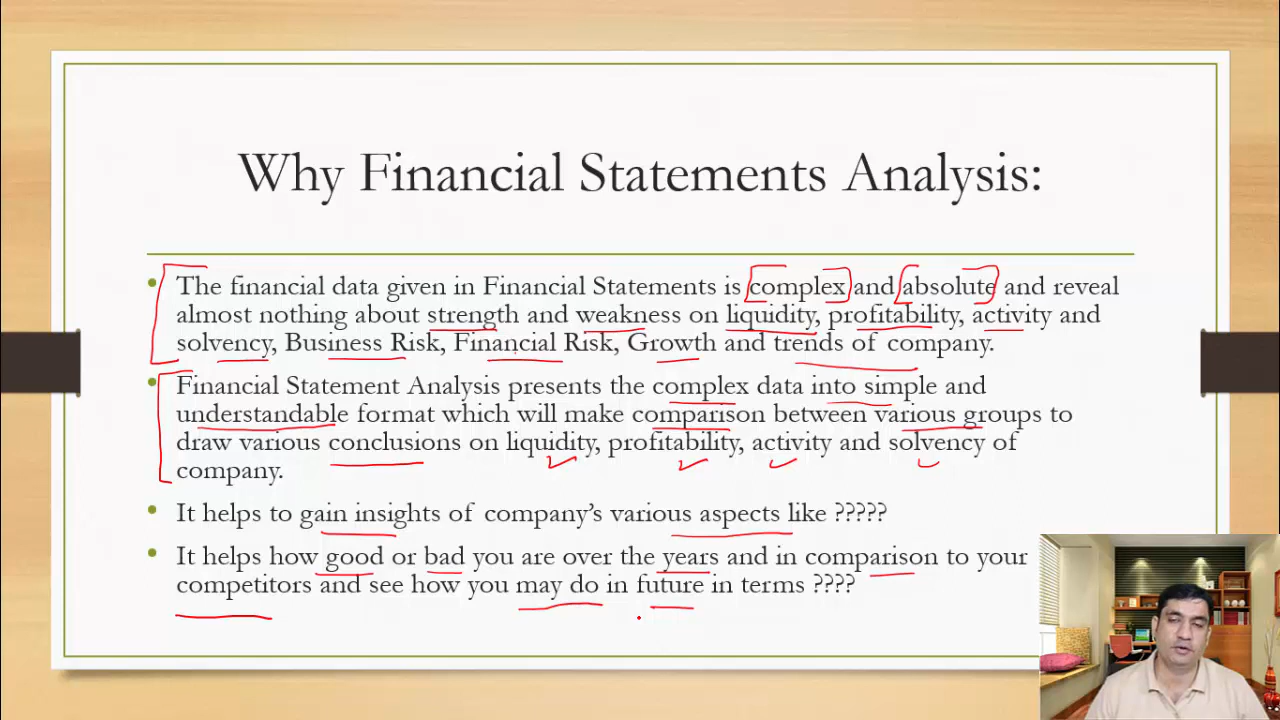 Why Financial Statements Analysis:
• The financial data given in Financial Statements is complex and absolute and reveal
almost nothing about strength and weakness on liquidity, profitability, activity and
solvency, Business Risk, Financial Risk, Growth and trends of company.
• Financial Statement Analysis presents the complex data into simple and
understandable format which will make comparison between various groups to
draw various conclusions on liquidity, profitability, activity and solvency of
company.
• It helps to gain insights of company’s various aspects like ?????
• It helps how good or bad you are over the years and in comparison to your
competitors and see how you may do in future in terms ????